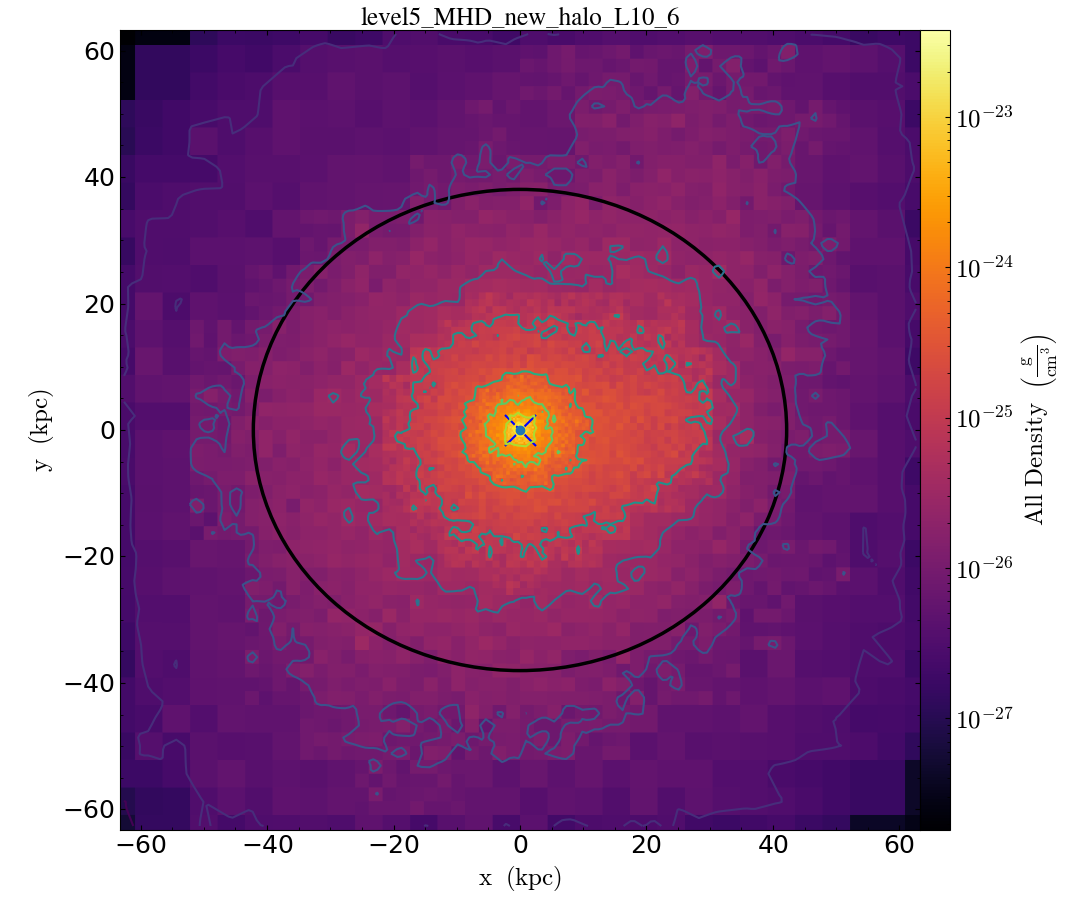 level5_MHD_new_halo_L10_6
60
40
20
0
−20
−40
−60
y (kpc)
−60 −40 −20 0 20 40 60
x (kpc)
10^{−23}
10^{−24}
10^{−25}
10^{−26}
10^{−27}
All Density (g/cm^3)